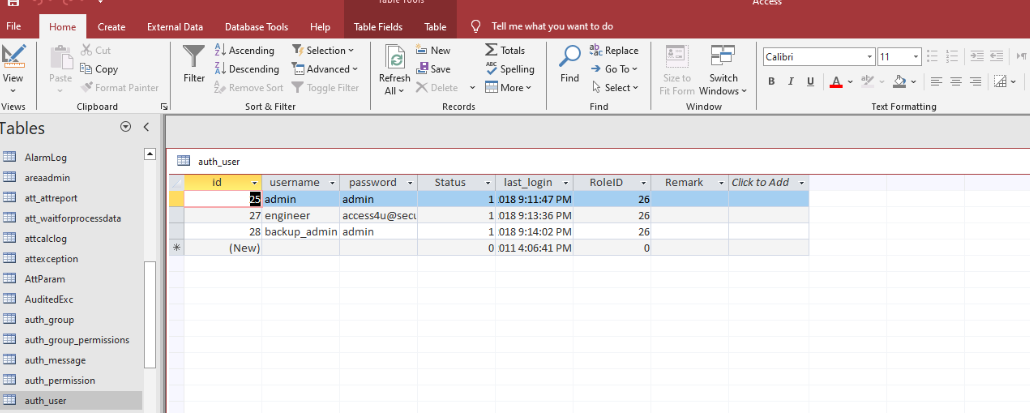 Table Tools
Access
File Home Create External Data Database Tools Help Table Fields Table Tell me what you want to do
View
Views
Paste
Cut
Copy
Format Painter
Clipboard
Filter
Ascending
Descending
Remove Sort
Selection
Advanced
Toggle Filter
Sort & Filter
Refresh
All
New
Save
Delete
Totals
Spelling
More
Records
Find
Replace
Go To
Select
Find
Size to
Fit Form
Switch
Windows
Window
Calibri 11
B I U A
Text Formatting
Tables
AlarmLog
areaadmin
att_attreport
att_waitforprocessdata
attcalclog
attexception
AttParam
AuditedExc
auth_group
auth_group_permissions
auth_message
auth_permission
auth_user
auth_user
id username password Status last_login RoleID Remark Click to Add
25 admin admin 1 018 9:11:47 PM 26
27 engineer access4u@secu 1 018 9:13:36 PM 26
28 backup_admin admin 1 018 9:14:02 PM 26
(New) 0 011 4:06:41 PM 0